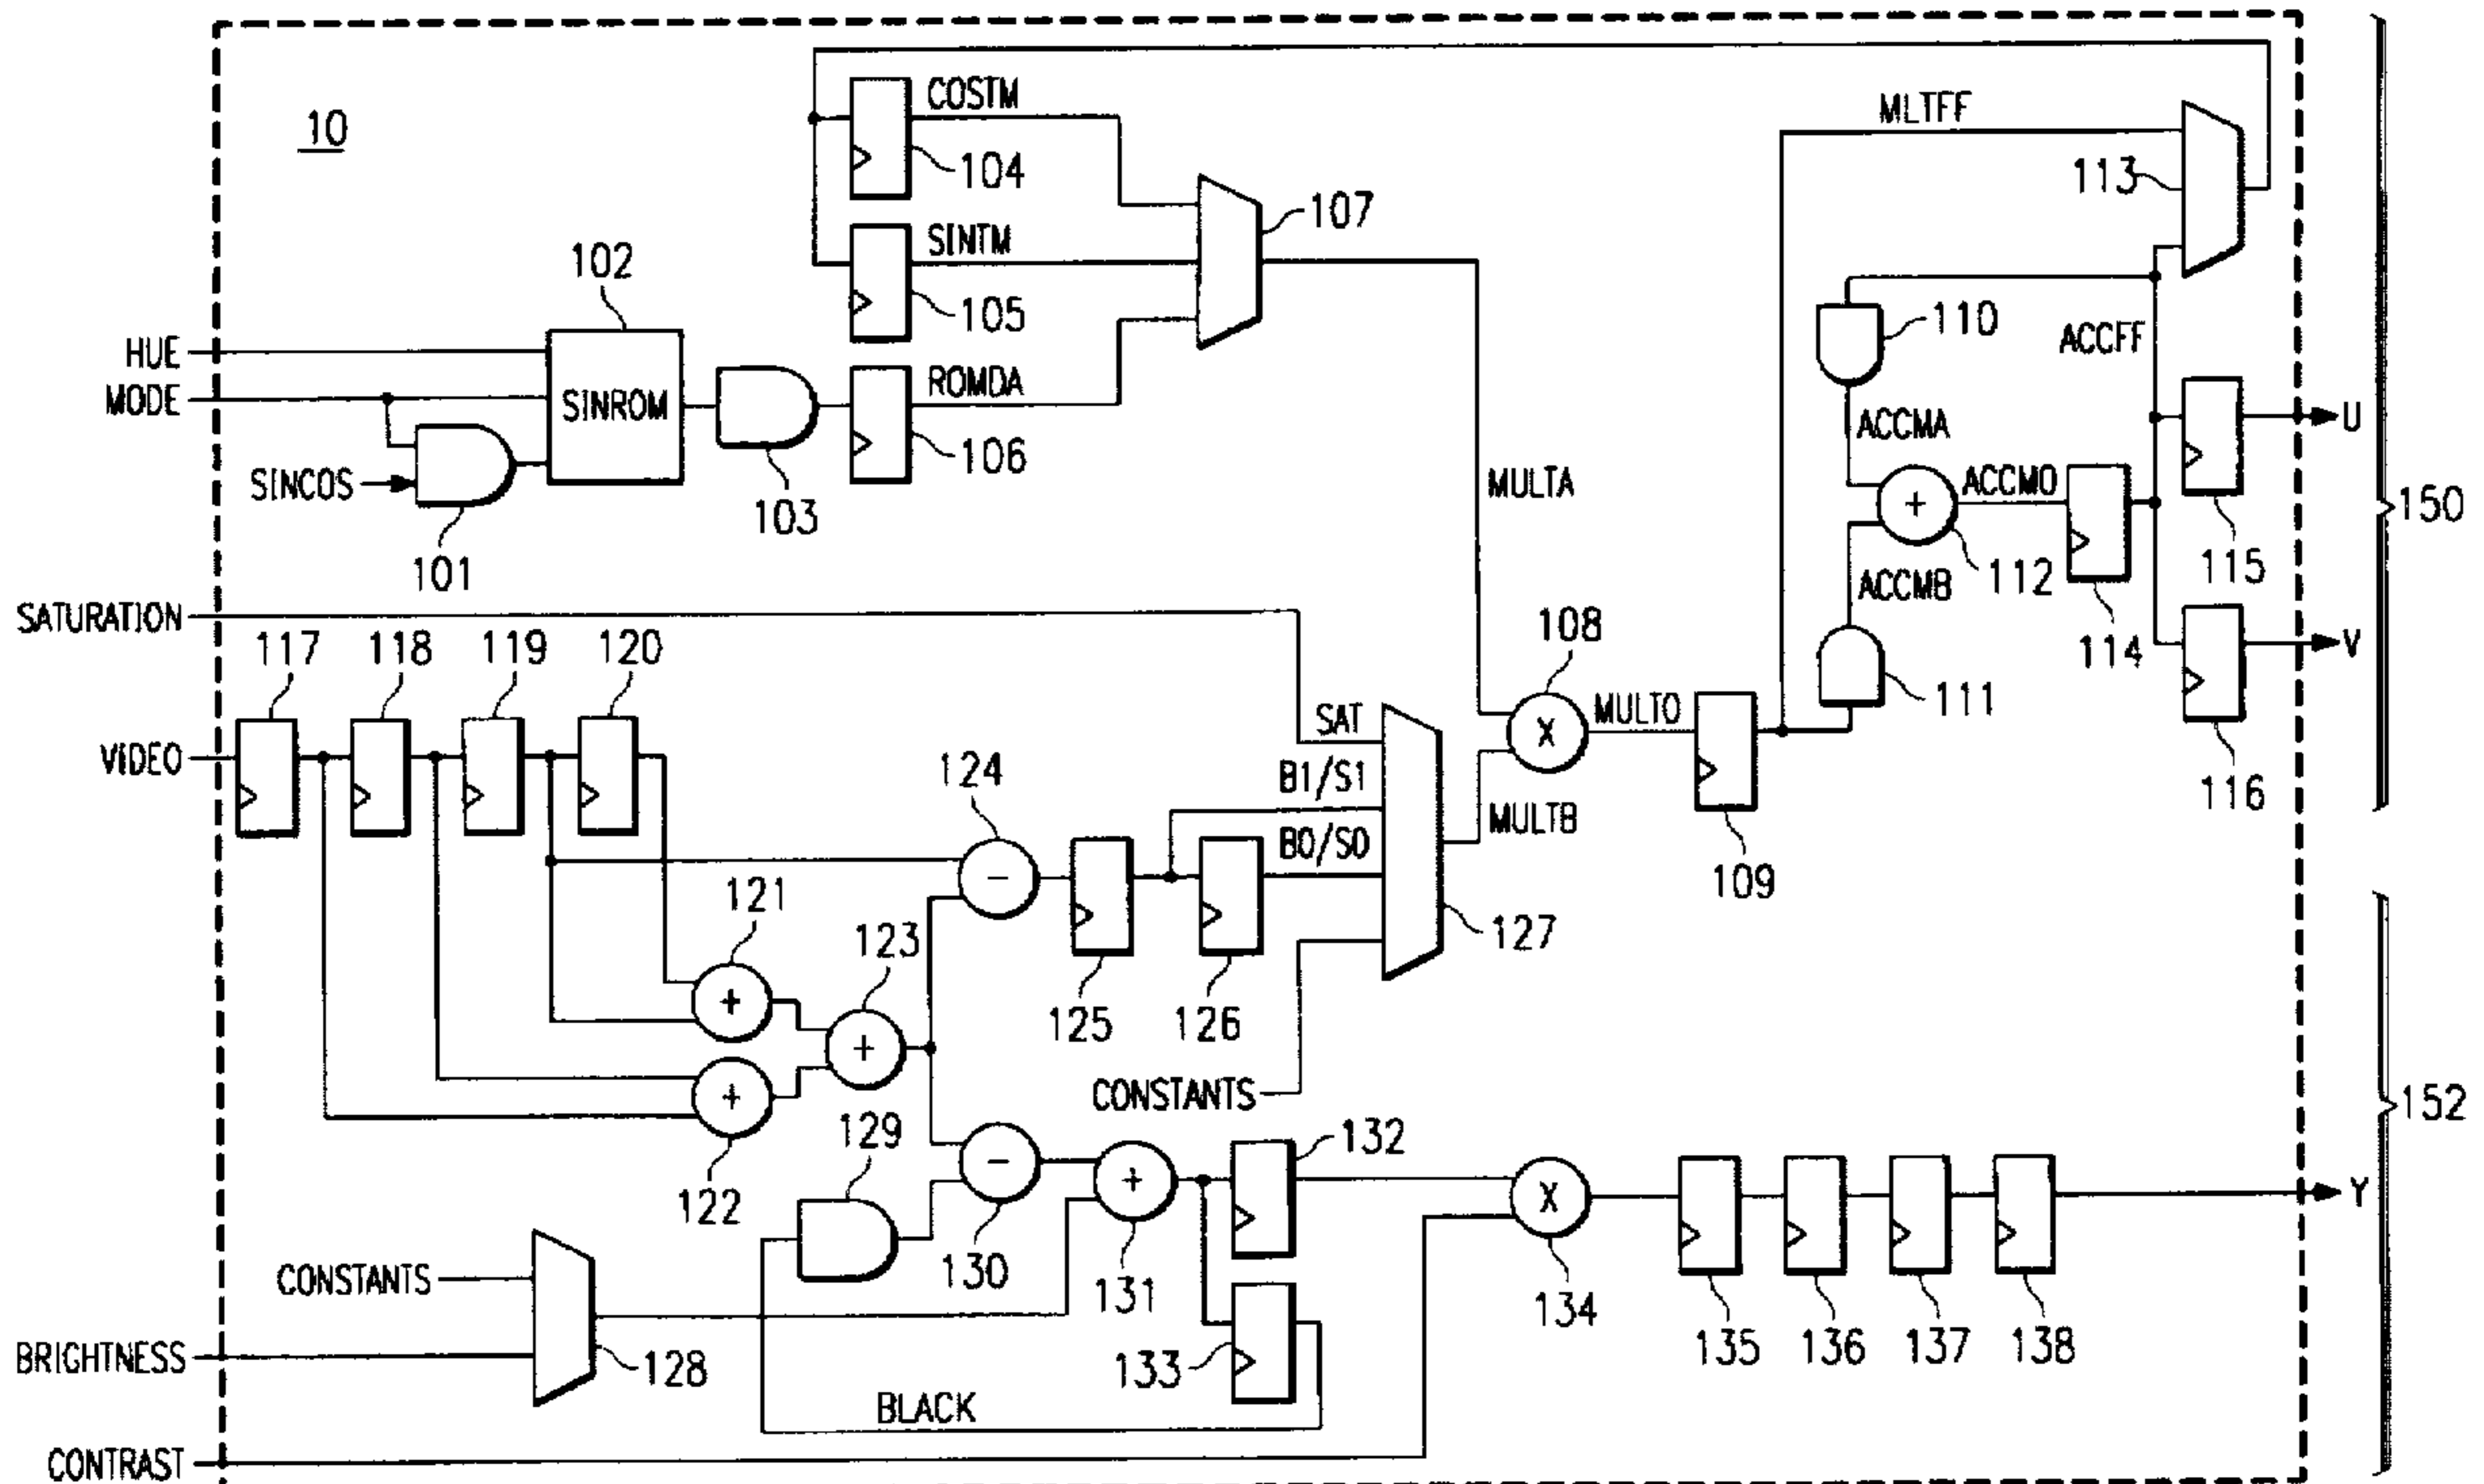 10
COSTM
104
MLTFF
113
107
SINTM
105
102
110
ACCFF
HUE
MODE
SINROM
ROMDA
106
U
SINCOS
101
103
MULTA
ACCMA
ACCMO
115
150
112
ACCMB
114
SATURATION
117
118
119
120
108
V
111
116
VIDEO
SAT
MULTO
124
B1/S1
B0/S0
MULTB
109
121
123
127
125
126
+
+
+
+
-
-
+
X
X
CONSTANTS
152
129
132
122
130
131
Y
134
CONSTANTS
135
136
137
138
BRIGHTNESS
128
133
BLACK
CONTRAST